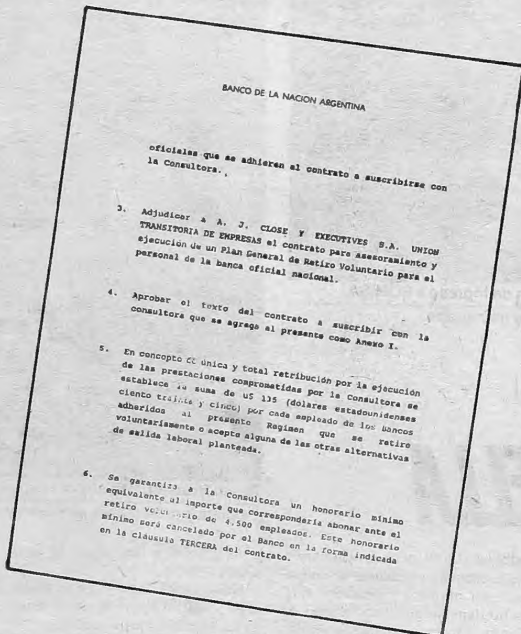 BANCO DE LA NACION ARGENTINA
oficiales que se adhieren al contrato a suscribirse con
la Consultora.
3. Adjudicar a A. J. CLOSE Y EXECUTIVES S.A. UNION
TRANSITORIA DE EMPRESAS el contrato para asesoramiento y
ejecución de un Plan General de Retiro Voluntario para el
personal de la banca oficial nacional.
4. Aprobar el texto del contrato a suscribir con la
consultora que se agrega al presente como Anexo I.
5. En concepto de única y total retribución por la ejecución
de las prestaciones comprometidas por la Consultora se
establece la suma de U$ 135 (dólares estadounidenses
ciento treinta y cinco) por cada empleado de los Bancos
adheridos al presente Regimen que se retire
voluntariamente o acepte alguna de las otras alternativas
de salida laboral planteada.
6. Se garantiza a la Consultora un honorario mínimo
equivalente al importe que correspondería abonar ante el
retiro voluntario de 4.500 empleados. Este honorario
mínimo será cancelado por el Banco en la forma indicada
en la cláusula TERCERA del contrato.